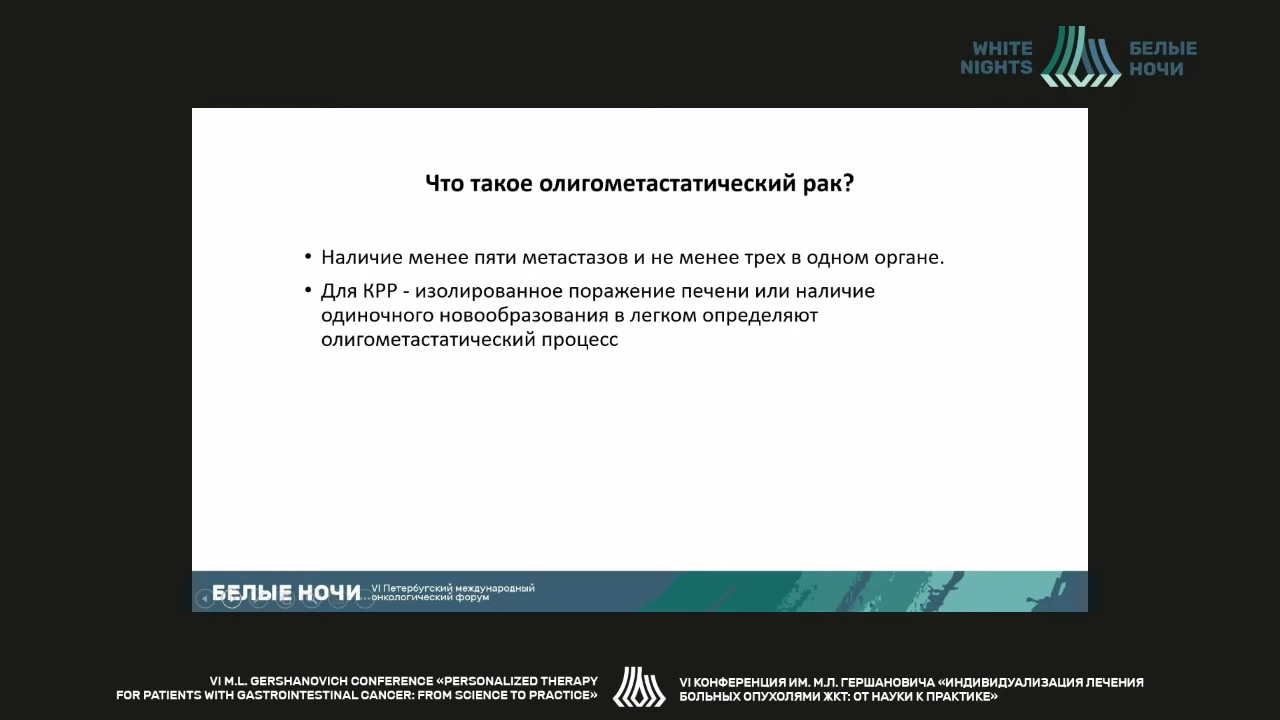 WHITE
NIGHTS
БЕЛЫЕ
НОЧИ
Что такое олигометастатический рак?
• Наличие менее пяти метастазов и не менее трех в одном органе.
• Для КРР - изолированное поражение печени или наличие
одиночного новообразования в легком определяют
олигометастатический процесс
БЕЛЫЕ НОЧИ
VI Петербугский международный
онкологический форум
VI M.L. GERSHANOVICH CONFERENCE «PERSONALIZED THERAPY
FOR PATIENTS WITH GASTROINTESTINAL CANCER: FROM SCIENCE TO PRACTICE»
VI КОНФЕРЕНЦИЯ ИМ. М.Л. ГЕРШАНОВИЧА «ИНДИВИДУАЛИЗАЦИЯ ЛЕЧЕНИЯ
БОЛЬНЫХ ОПУХОЛЯМИ ЖКТ: ОТ НАУКИ К ПРАКТИКЕ»